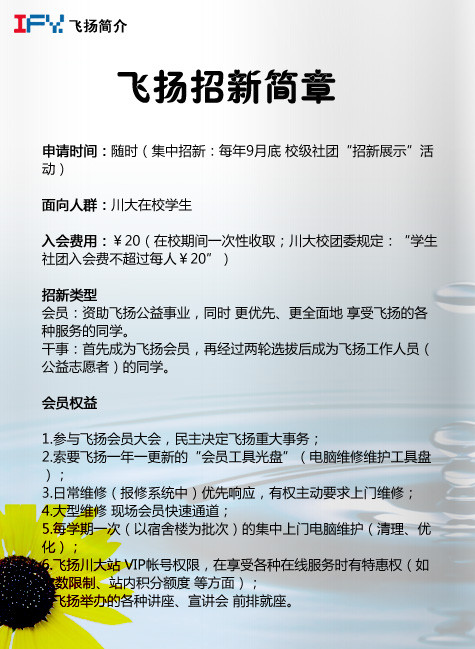 IFY 飞扬简介
飞扬招新简章
申请时间：随时（集中招新：每年9月底 校级社团“招新展示”活
动）
面向人群：川大在校学生
入会费用：￥20（在校期间一次性收取；川大校团委规定：“学生
社团入会费不超过每人￥20”）
招新类型
会员：资助飞扬公益事业，同时 更优先、更全面地 享受飞扬的各
种服务的同学。
干事：首先成为飞扬会员，再经过两轮选拔后成为飞扬工作人员（
公益志愿者）的同学。
会员权益
1.参与飞扬会员大会，民主决定飞扬重大事务；
2.索要飞扬一年一更新的“会员工具光盘”（电脑维修维护工具盘
）；
3.日常维修（报修系统中）优先响应，有权主动要求上门维修；
4.大型维修 现场会员快速通道；
5.每学期一次（以宿舍楼为批次）的集中上门电脑维护（清理、优
化）；
6.飞扬川大站 VIP帐号权限，在享受各种在线服务时有特惠权（如
数限制、站内积分额度 等方面）；
飞扬举办的各种讲座、宣讲会 前排就座。